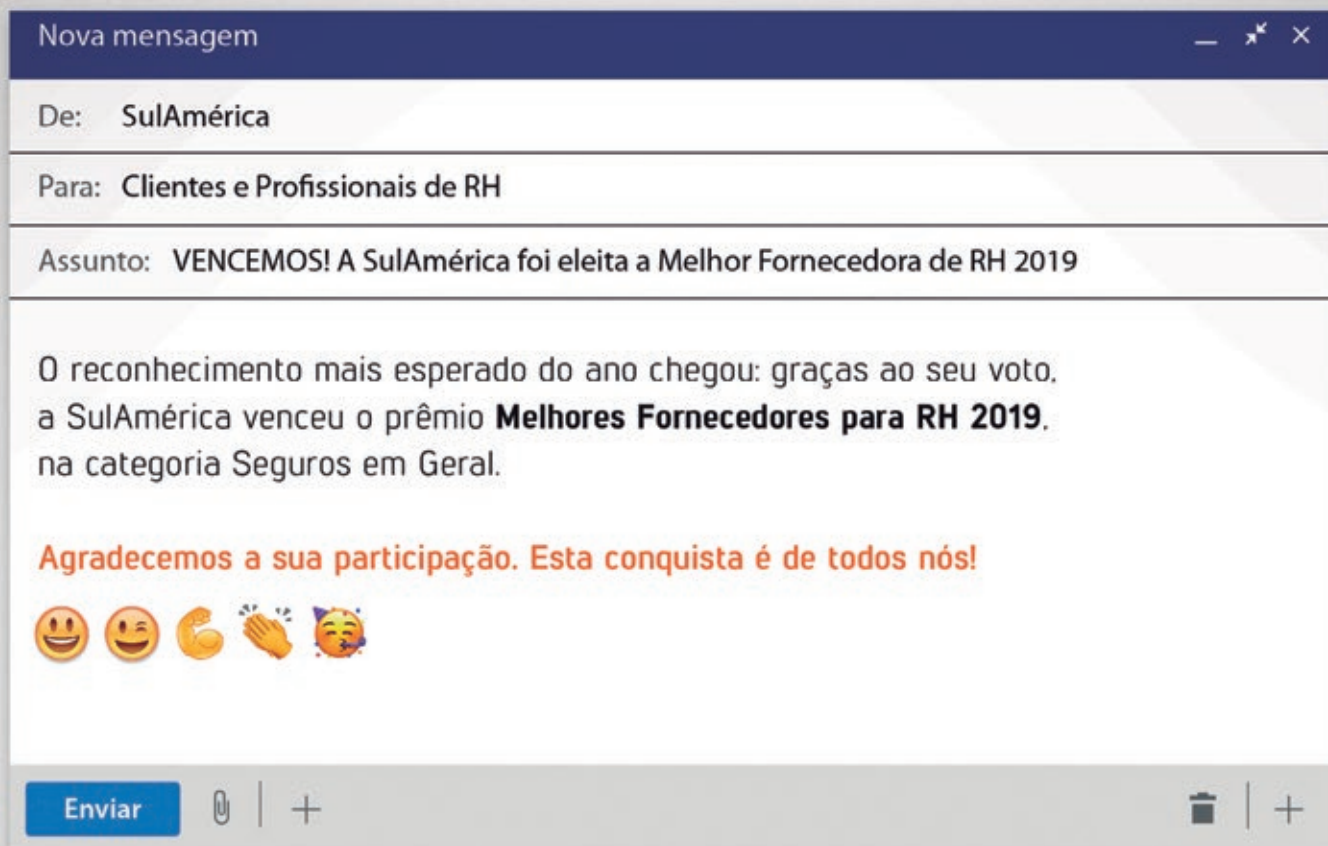 Nova mensagem
De: SulAmérica
Para: Clientes e Profissionais de RH
Assunto: VENCEMOS! A SulAmérica foi eleita a Melhor Fornecedora de RH 2019
O reconhecimento mais esperado do ano chegou: graças ao seu voto,
a SulAmérica venceu o prêmio Melhores Fornecedores para RH 2019,
na categoria Seguros em Geral.
Agradecemos a sua participação. Esta conquista é de todos nós!
😃 😉 💪 👏 🥳
Enviar